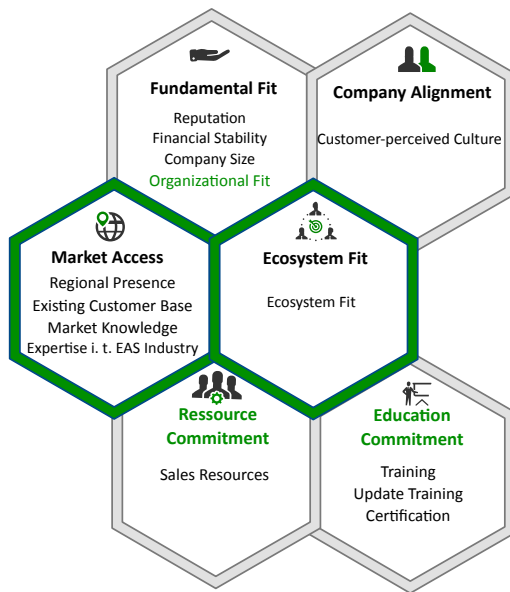 Fundamental Fit
Reputation
Financial Stability
Company Size
Organizational Fit
Company Alignment
Customer-perceived Culture
Market Access
Regional Presence
Existing Customer Base
Market Knowledge
Expertise i. t. EAS Industry
Ecosystem Fit
Ecosystem Fit
Ressource
Commitment
Sales Resources
Education
Commitment
Training
Update Training
Certification